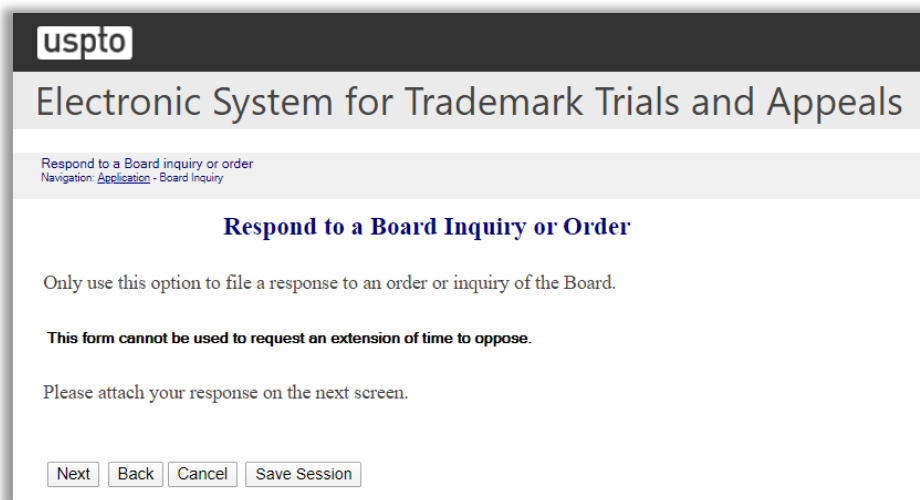 uspto
Electronic System for Trademark Trials and Appeals
Respond to a Board inquiry or order
Navigation: Application - Board Inquiry
Respond to a Board Inquiry or Order
Only use this option to file a response to an order or inquiry of the Board.
This form cannot be used to request an extension of time to oppose.
Please attach your response on the next screen.
Next Back Cancel Save Session